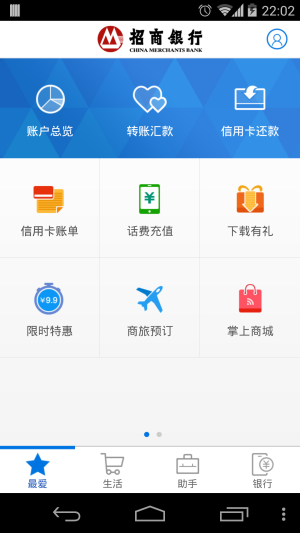 22:02
招商银行
CHINA MERCHANTS BANK
账户总览
转账汇款
信用卡还款
信用卡账单
¥
话费充值
下载有礼
¥9.9
限时特惠
商旅预订
掌上商城
最爱
生活
助手
¥
银行